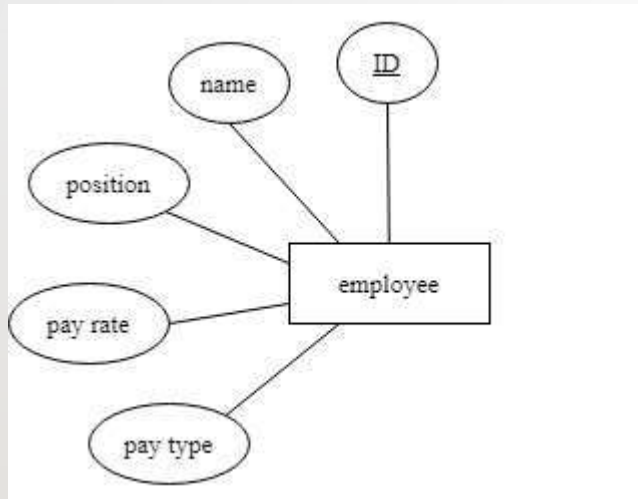 ID
name
position
employee
pay rate
pay type